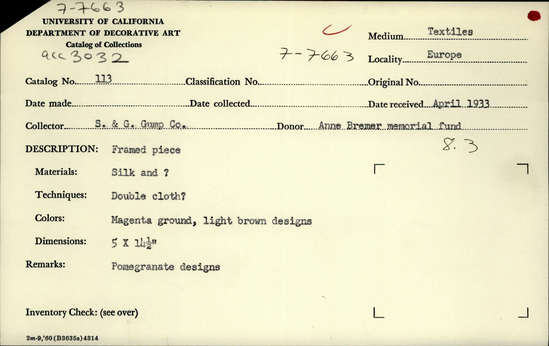 7-7663
UNIVERSITY OF CALIFORNIA
DEPARTMENT OF DECORATIVE ART
Catalog of Collections
acc 3032
7-7663
Medium Textiles
Locality Europe
Catalog No. 113 Classification No. Original No.
Date made Date collected Date received April 1933
Collector S. & G. Gump Co. Donor Anne Bremer memorial fund
8.3
DESCRIPTION: Framed piece
Materials: Silk and ?
Techniques: Double cloth?
Colors: Magenta ground, light brown designs
Dimensions: 5 X 14½"
Remarks: Pomegranate designs
Inventory Check: (see over)
2m-9,'60(B3635s)4314